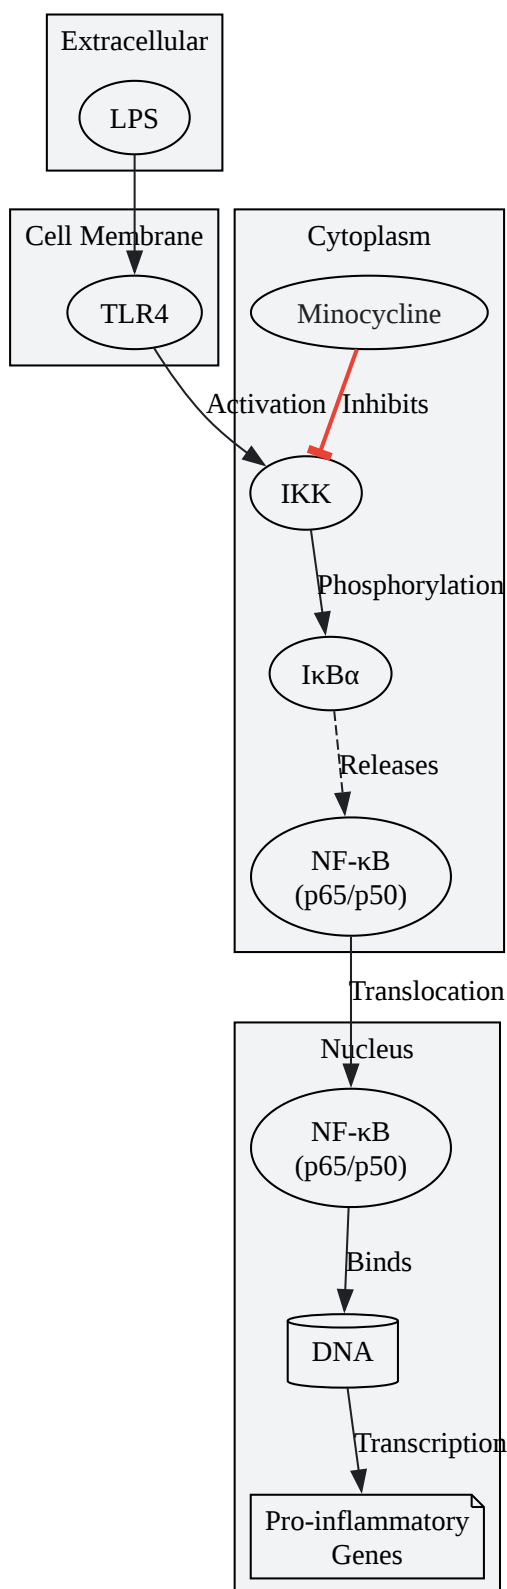 Extracellular
LPS
Cell Membrane
TLR4
Cytoplasm
Minocycline
Activation
Inhibits
IKK
Phosphorylation
IκBα
Releases
NF-κB
(p65/p50)
Translocation
Nucleus
NF-κB
(p65/p50)
Binds
DNA
Transcription
Pro-inflammatory
Genes